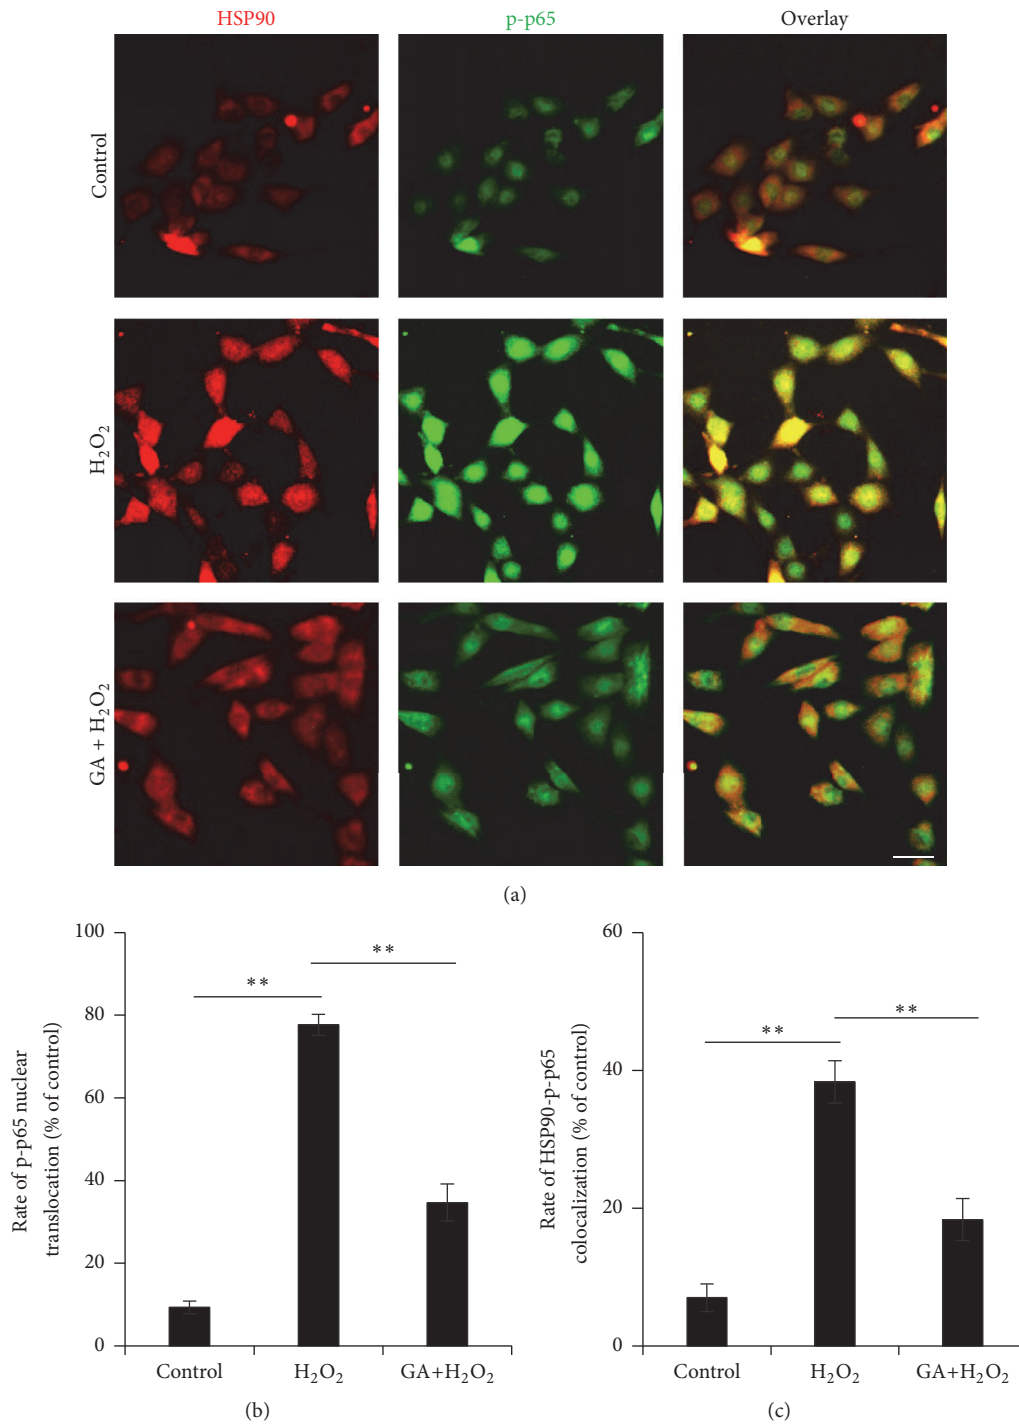 HSP90 p-p65 Overlay
Control
H₂O₂
GA + H₂O₂
(a)
100
80
60
40
20
0
Rate of p-p65 nuclear
translocation (% of control)
**
**
Control H₂O₂ GA+H₂O₂
(b)
60
40
20
0
Rate of HSP90-p-p65
colocalization (% of control)
**
**
Control H₂O₂ GA+H₂O₂
(c)